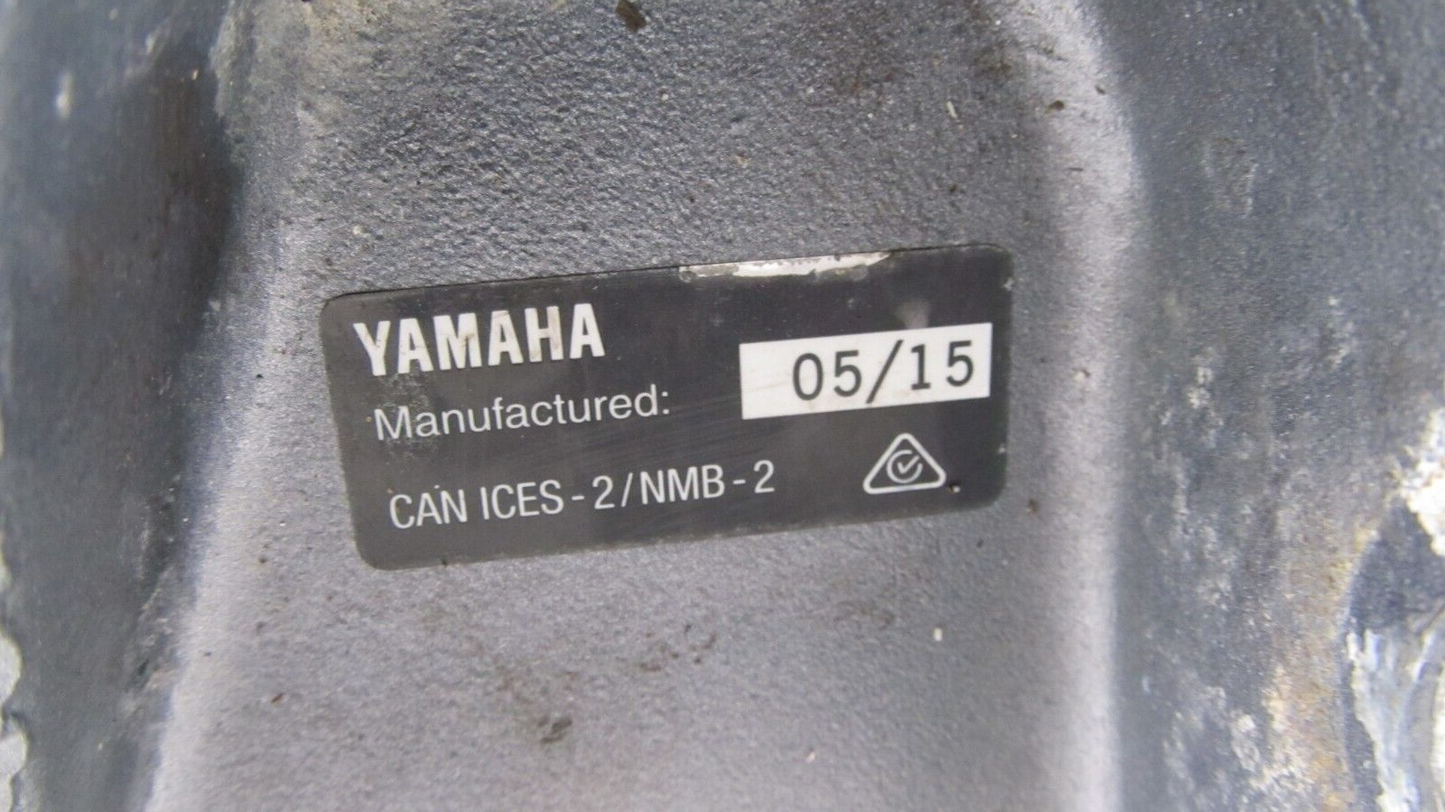 YAMAHA
Manufactured: 05/15
CAN ICES-2/NMB-2